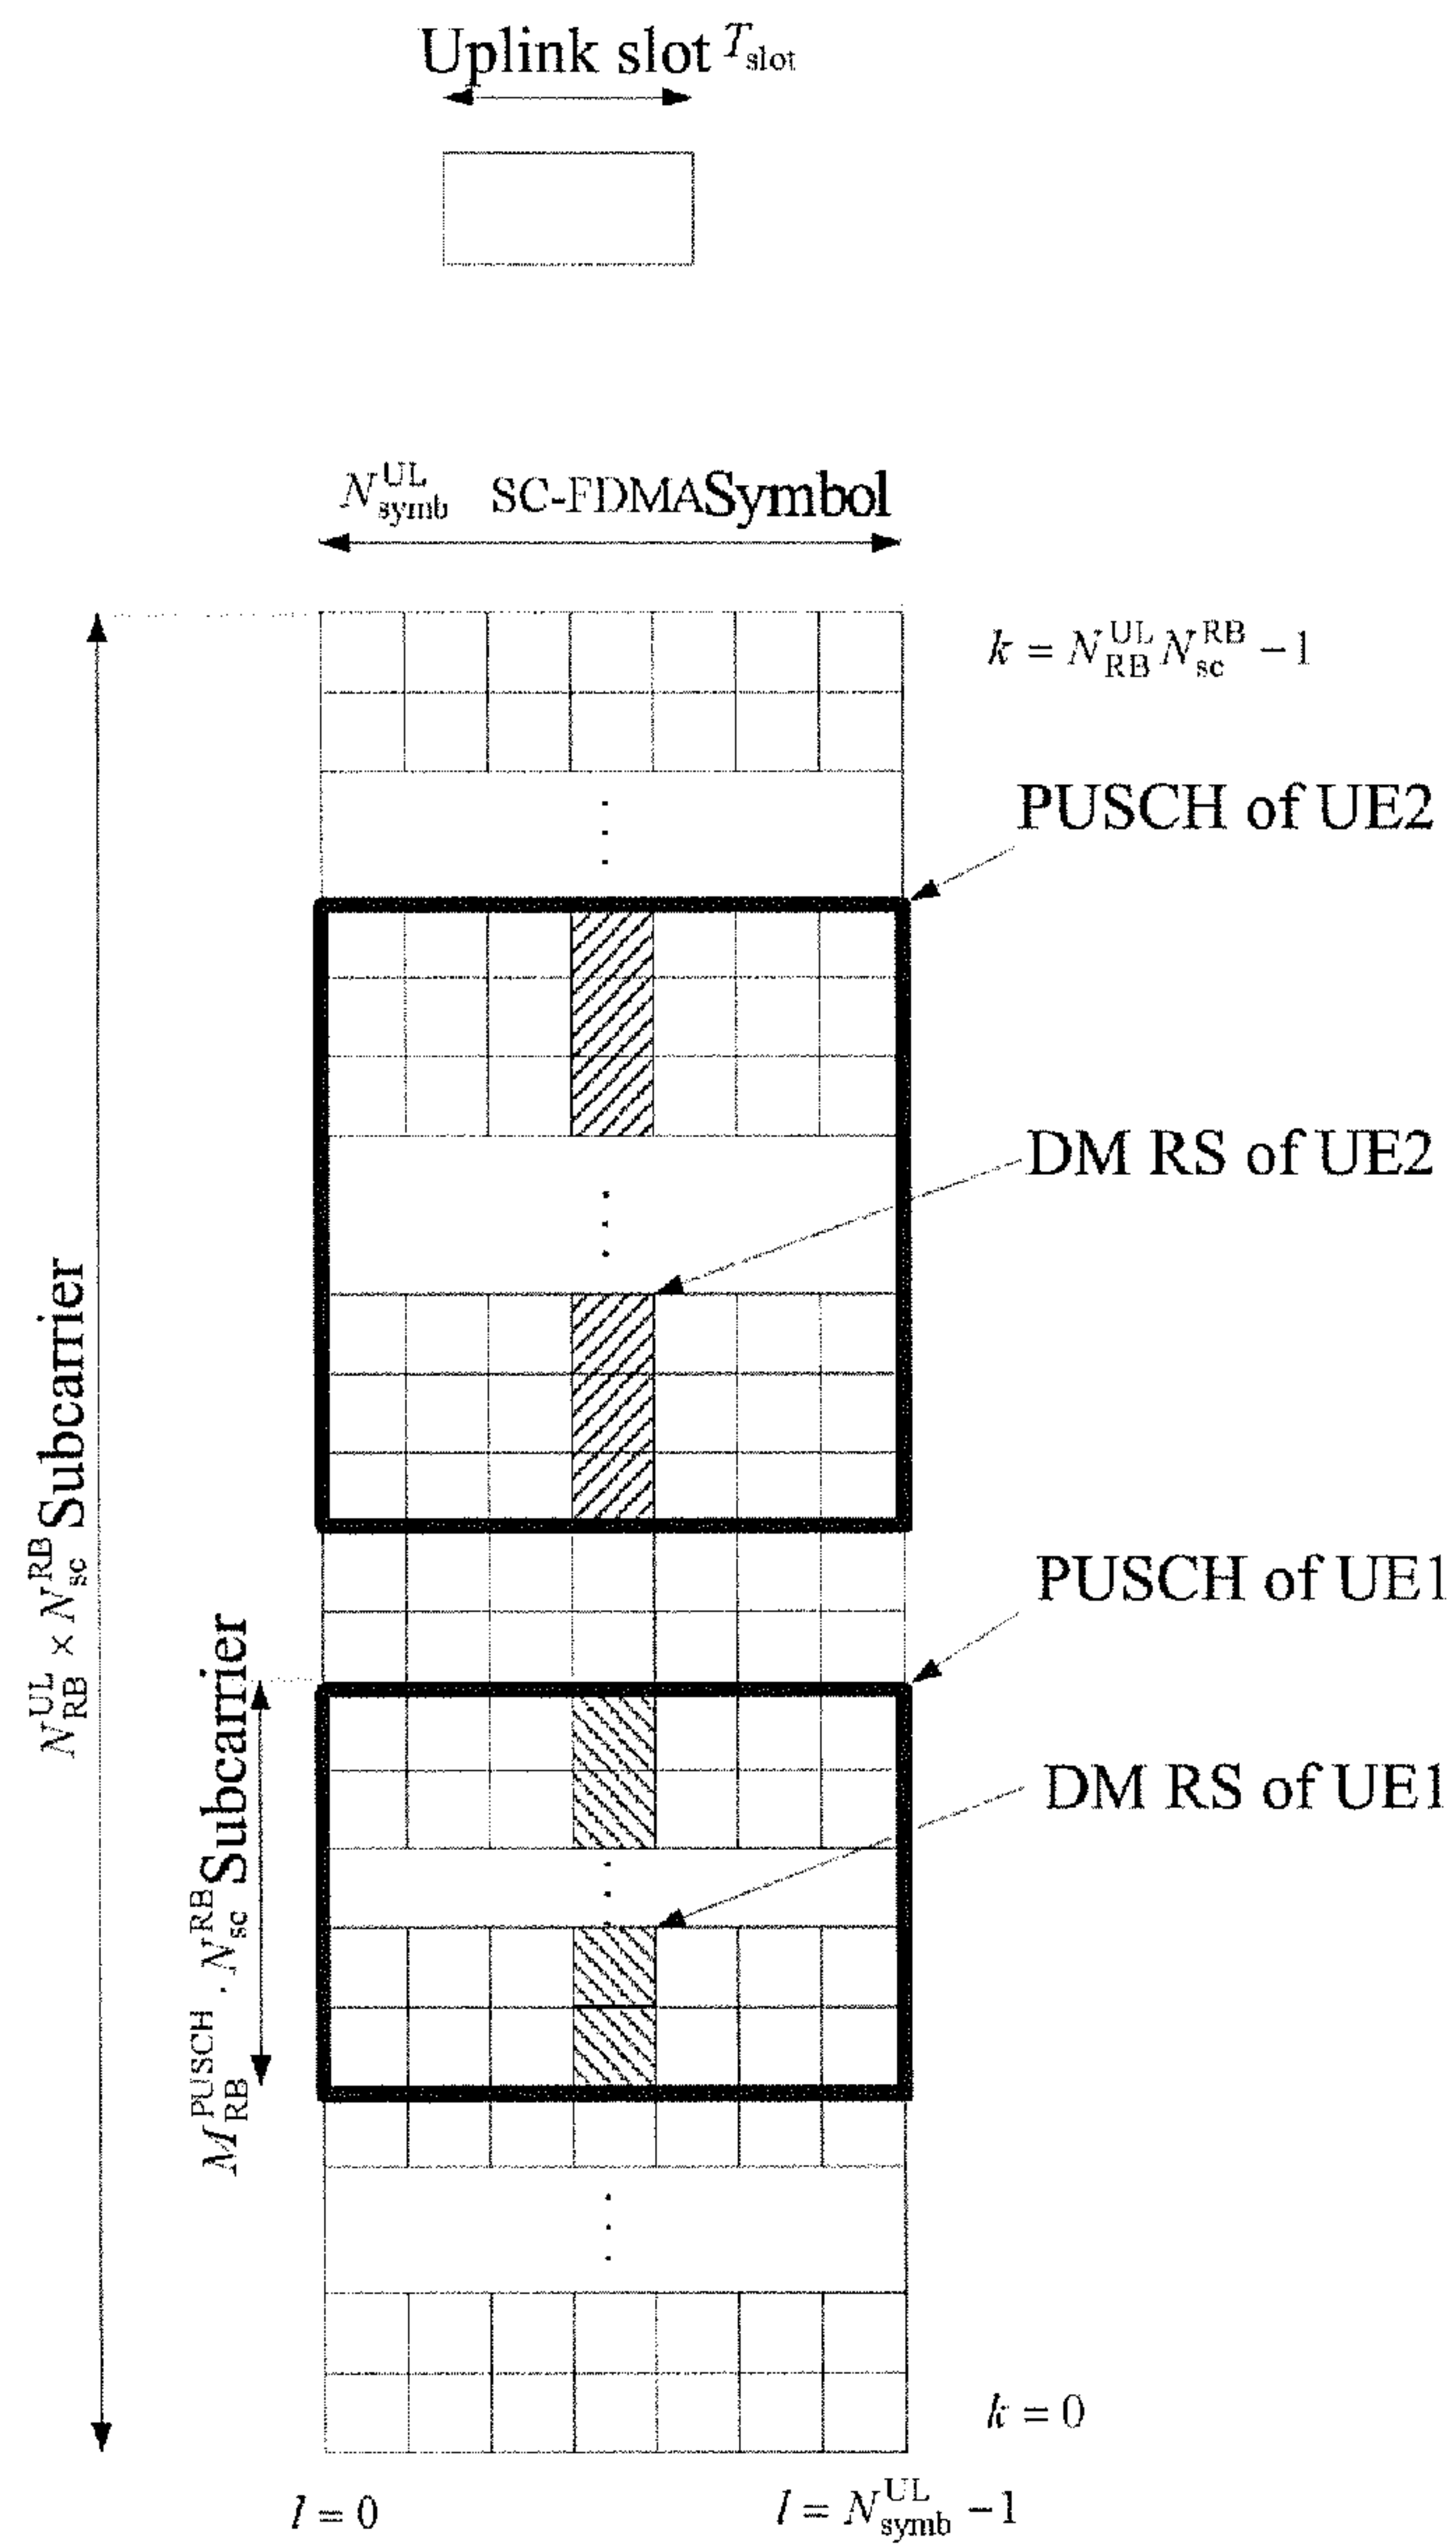 Uplink slot T_slot
N_symb^UL SC-FDMASymbol
k = N_RB^UL N_sc^RB − 1
PUSCH of UE2
DM RS of UE2
PUSCH of UE1
DM RS of UE1
N_RB^UL × N_sc^RB Subcarrier
M_RB^PUSCH · N_sc^RB Subcarrier
k = 0
l = 0
l = N_symb^UL − 1